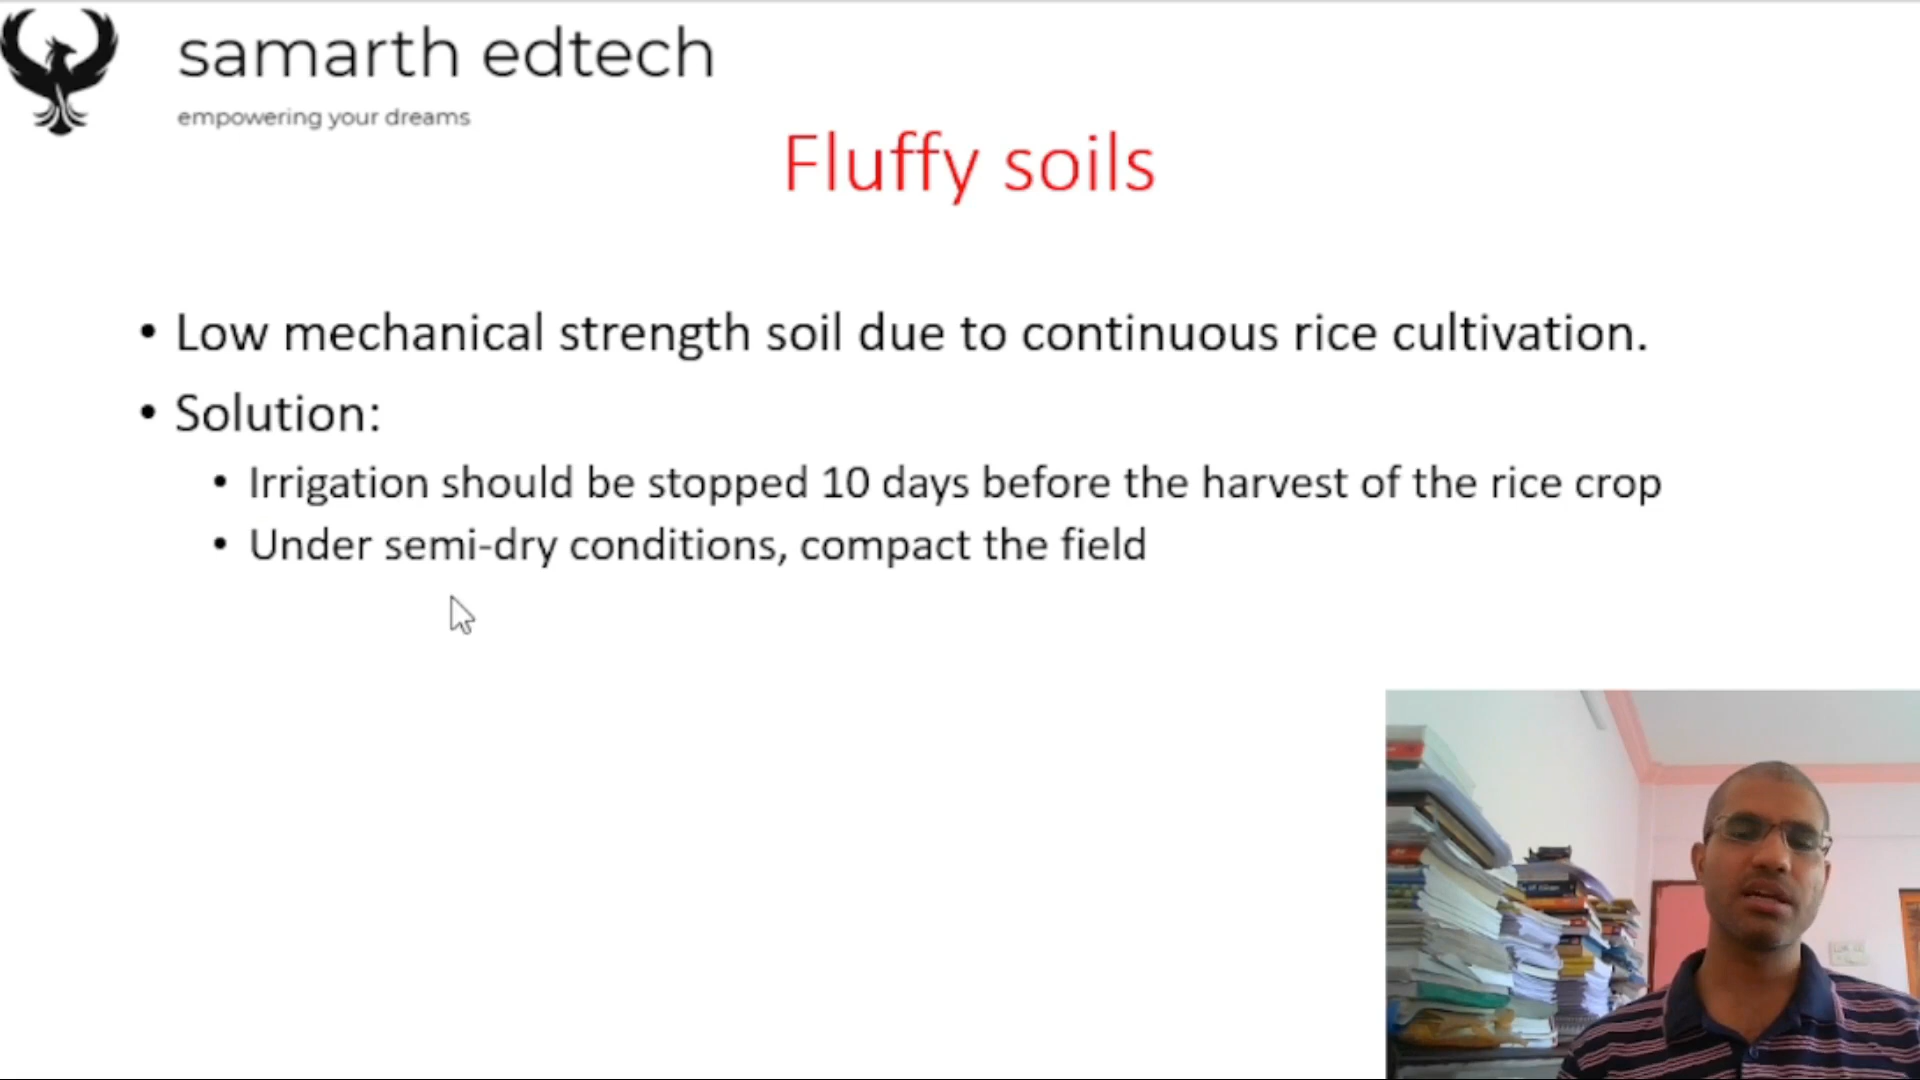 samarth edtech
empowering your dreams
Fluffy soils
• Low mechanical strength soil due to continuous rice cultivation.
• Solution:
• Irrigation should be stopped 10 days before the harvest of the rice crop
• Under semi-dry conditions, compact the field